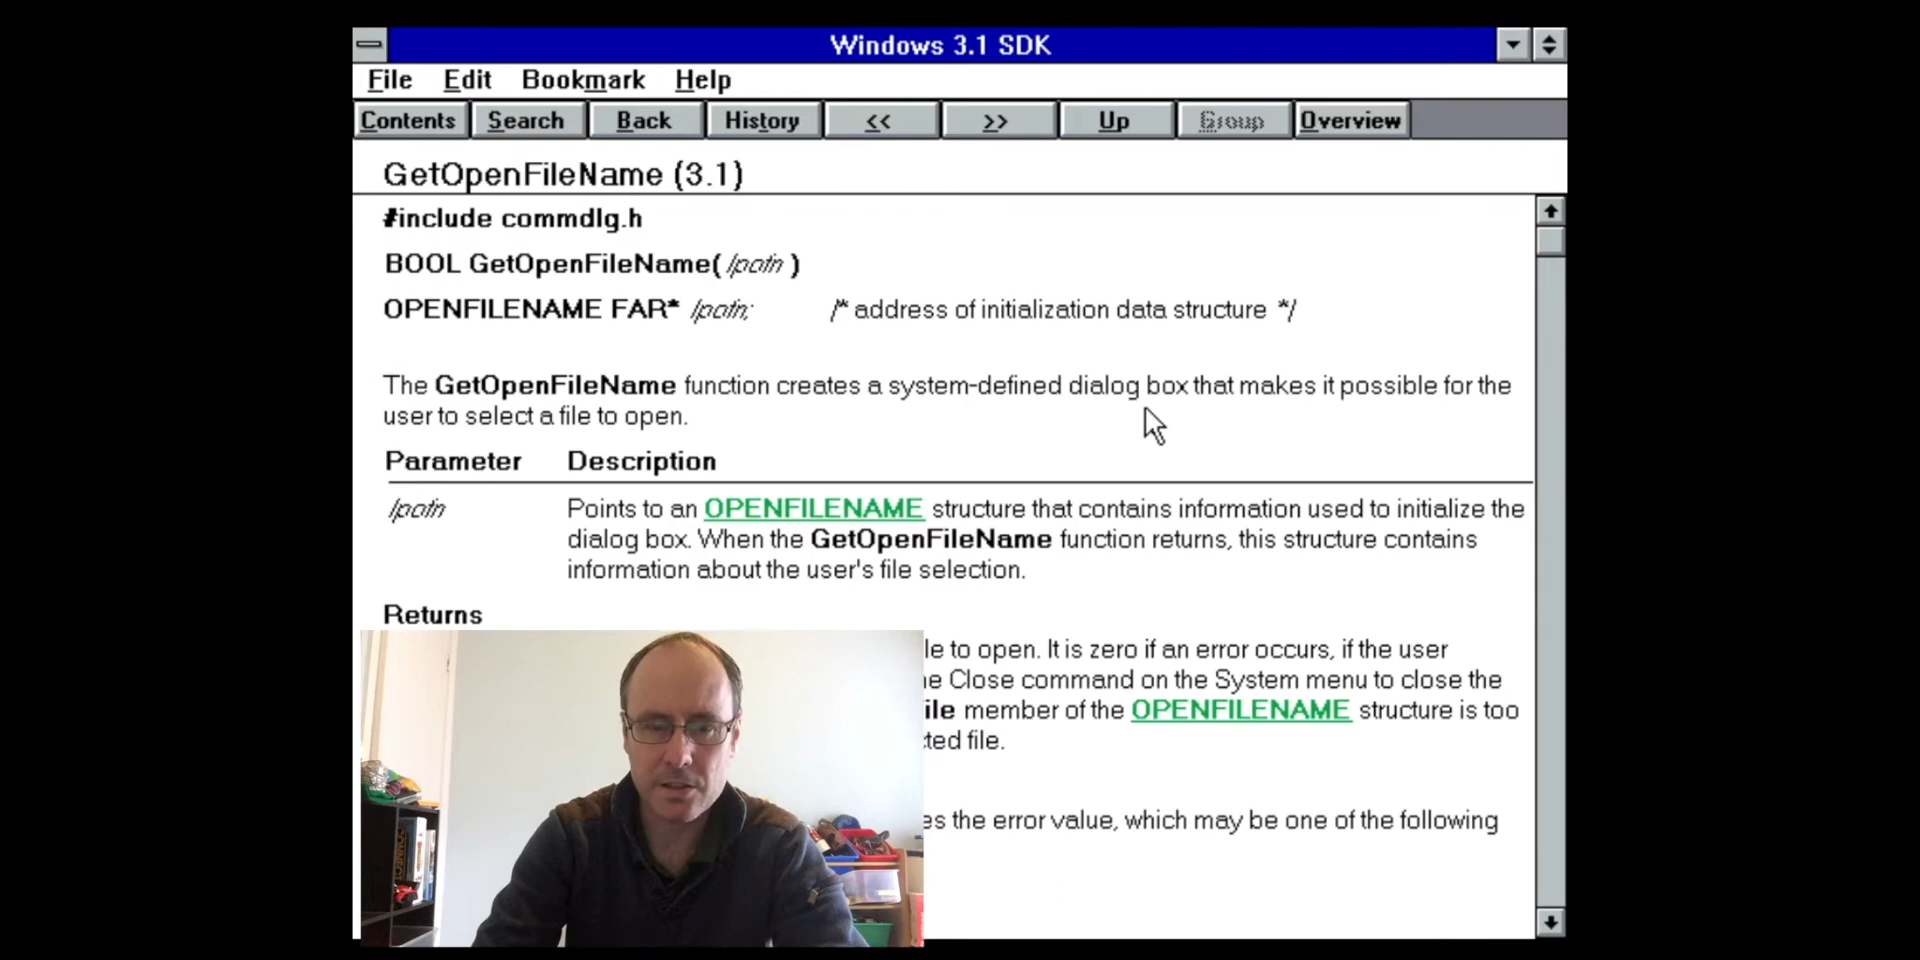 Windows 3.1 SDK
File Edit Bookmark Help
Contents Search Back History << >> Up Group Overview
GetOpenFileName (3.1)
#include commdlg.h
BOOL GetOpenFileName( lpofn )
OPENFILENAME FAR* lpofn; /* address of initialization data structure */
The GetOpenFileName function creates a system-defined dialog box that makes it possible for the
user to select a file to open.
Parameter Description
lpofn Points to an OPENFILENAME structure that contains information used to initialize the
dialog box. When the GetOpenFileName function returns, this structure contains
information about the user's file selection.
Returns
le to open. It is zero if an error occurs, if the user
e Close command on the System menu to close the
ile member of the OPENFILENAME structure is too
cted file.
es the error value, which may be one of the following
CONNECT